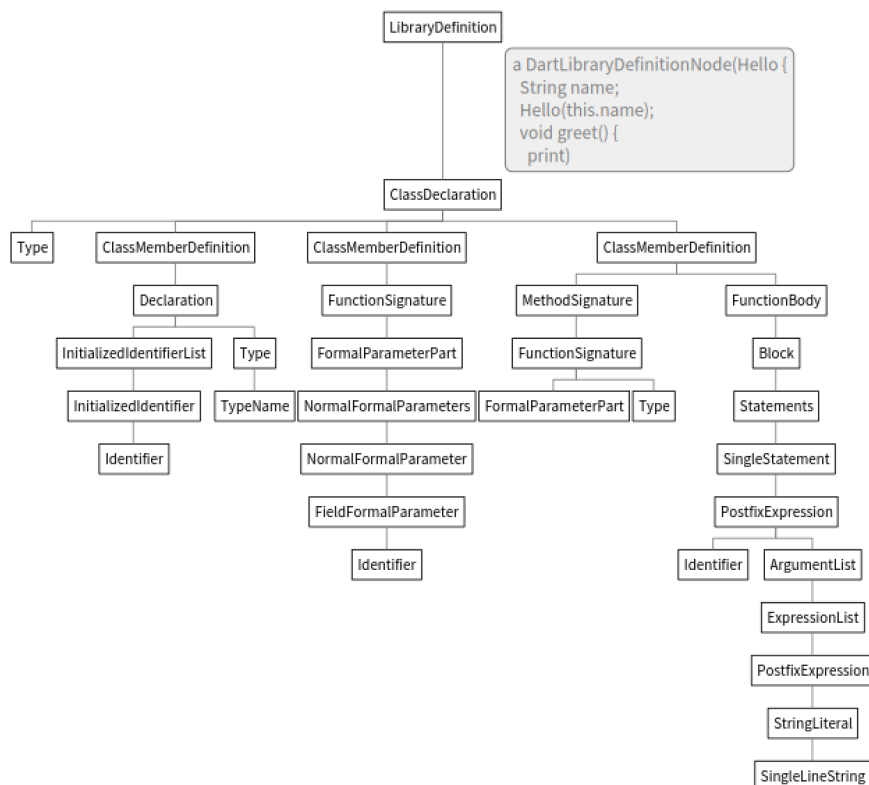 LibraryDefinition
a DartLibraryDefinitionNode(Hello {
String name;
Hello(this.name);
void greet() {
print)
ClassDeclaration
Type ClassMemberDefinition ClassMemberDefinition ClassMemberDefinition
Declaration FunctionSignature MethodSignature FunctionBody
InitializedIdentifierList Type FormalParameterPart FunctionSignature Block
InitializedIdentifier TypeName NormalFormalParameters FormalParameterPart Type Statements
Identifier NormalFormalParameter SingleStatement
FieldFormalParameter PostfixExpression
Identifier Identifier ArgumentList
ExpressionList
PostfixExpression
StringLiteral
SingleLineString